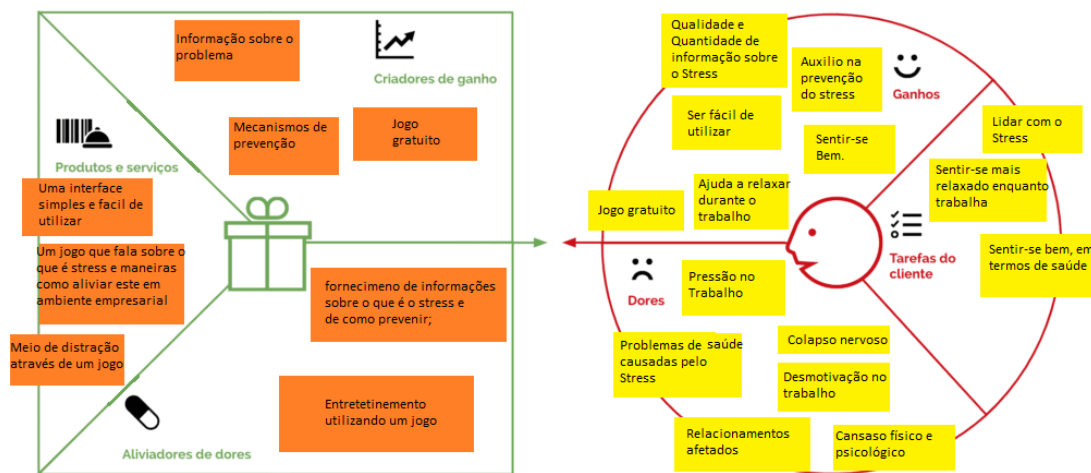 Informação sobre o
problema
Criadores de ganho
Mecanismos de
prevenção
Jogo
gratuito
Produtos e serviços
Uma interface
simples e facil de
utilizar
Um jogo que fala sobre o
que é stress e maneiras
como aliviar este em
ambiente empresarial
Meio de distração
através de um jogo
fornecimeno de informações
sobre o que é o stress e
de como prevenir;
Entretetinemento
utilizando um jogo
Aliviadores de dores
Qualidade e
Quantidade de
informação sobre
o Stress
Auxilio na
prevenção
do stress
Ganhos
Ser fácil de
utilizar
Sentir-se
Bem.
Jogo gratuito
Ajuda a relaxar
durante o
trabalho
Lidar com o
Stress
Sentir-se mais
relaxado enquanto
trabalha
Tarefas do
cliente
Sentir-se bem, em
termos de saúde
Dores
Pressão no
Trabalho
Problemas de saúde
causadas pelo
Stress
Colapso nervoso
Desmotivação no
trabalho
Relacionamentos
afetados
Cansaso físico e
psicológico